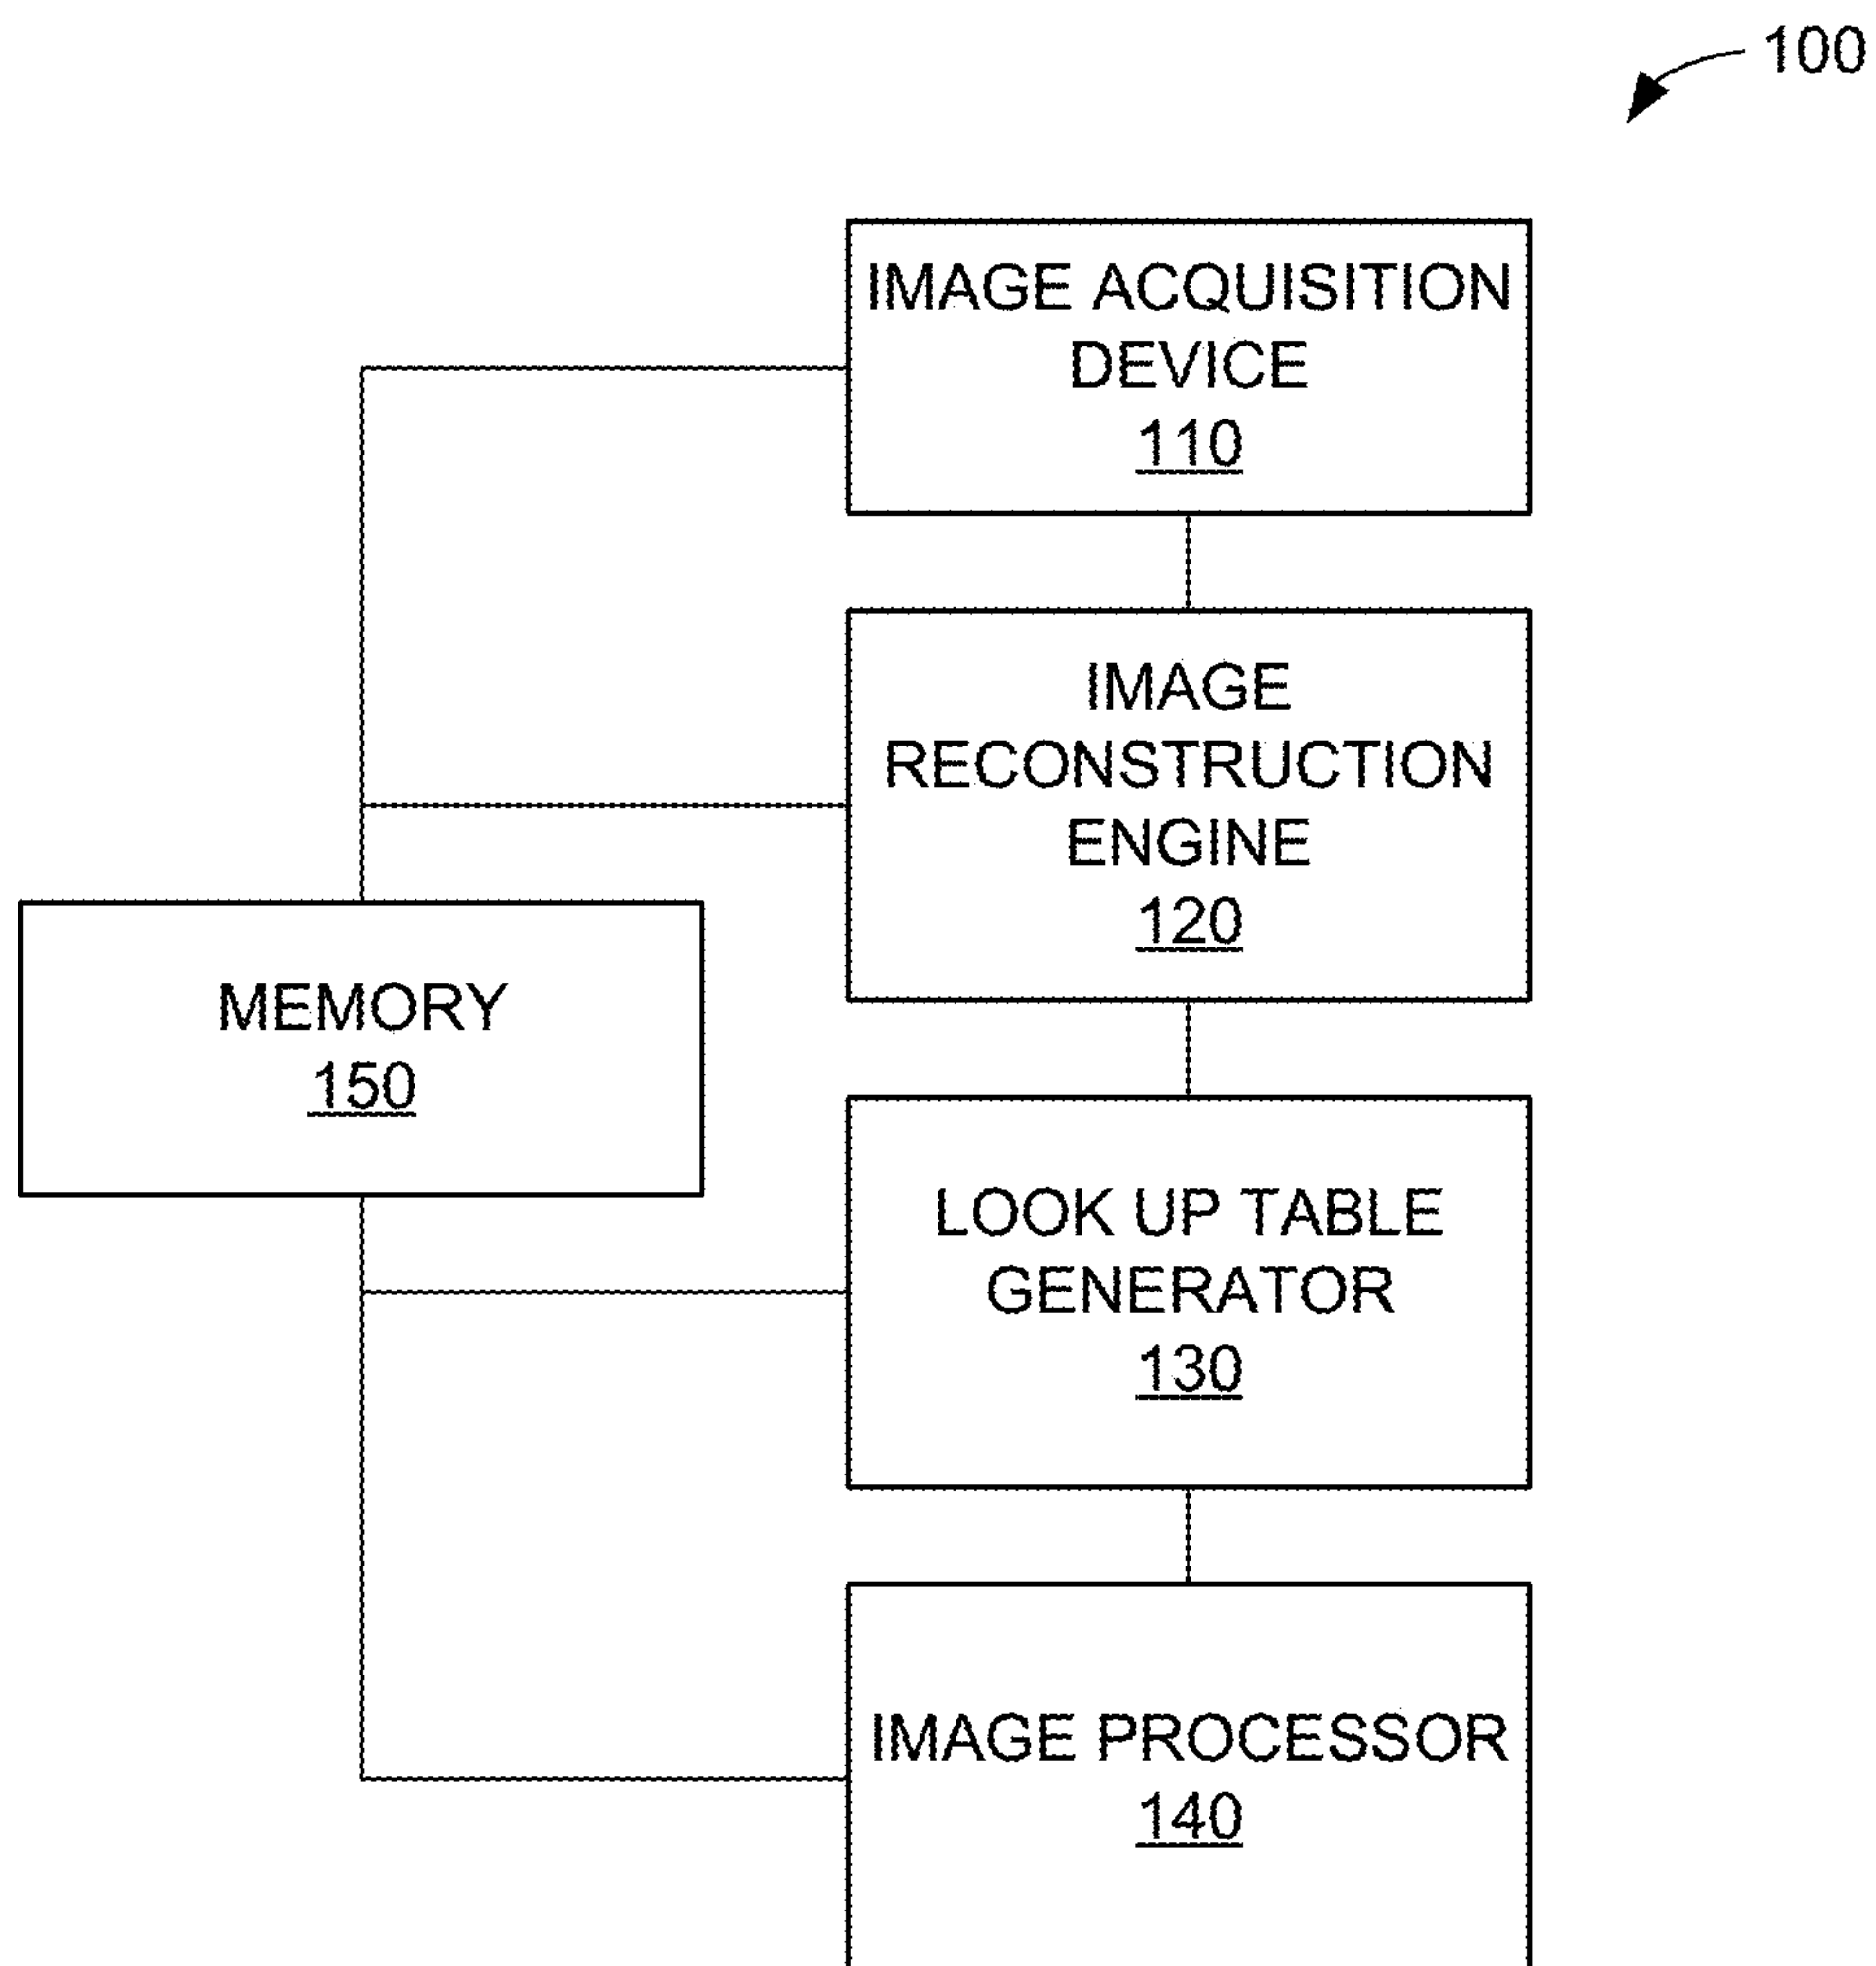 100
IMAGE ACQUISITION
DEVICE
110
IMAGE
RECONSTRUCTION
ENGINE
120
MEMORY
150
LOOK UP TABLE
GENERATOR
130
IMAGE PROCESSOR
140